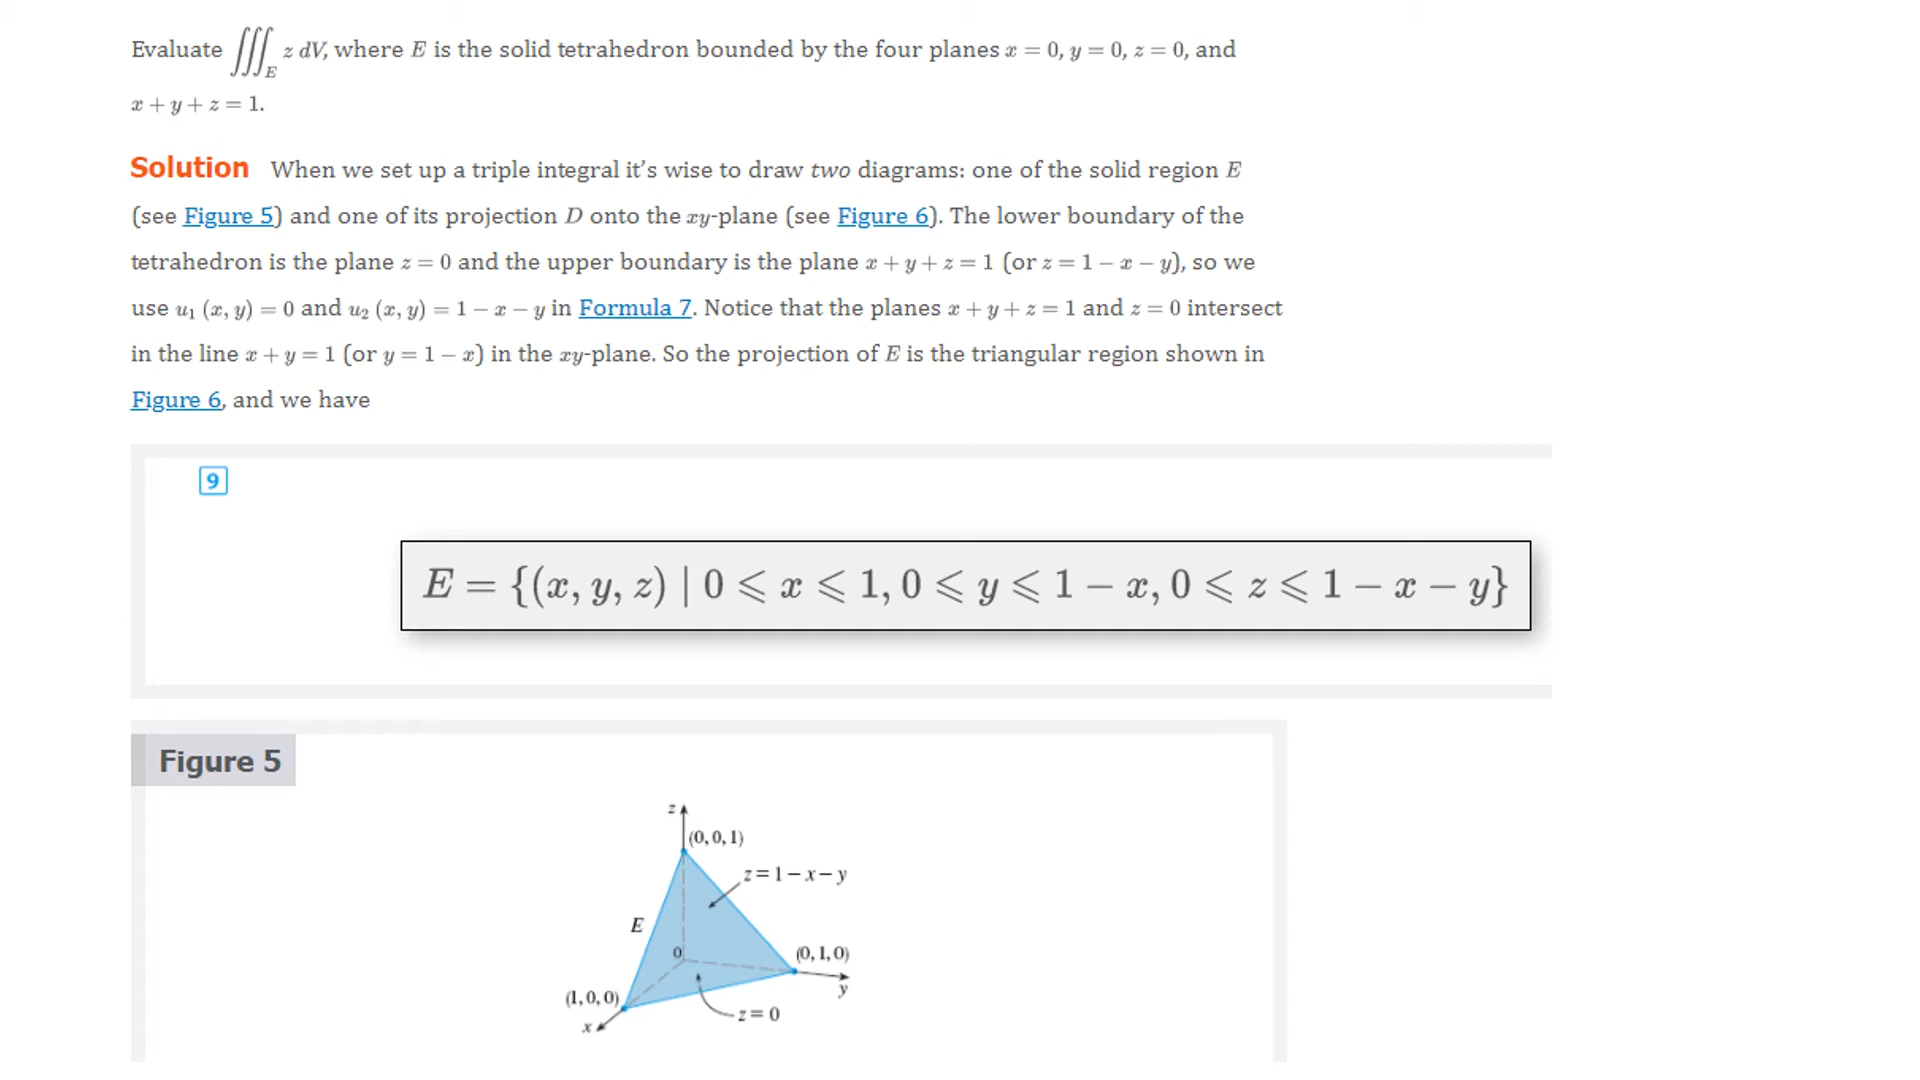 Evaluate ∭_E z dV, where E is the solid tetrahedron bounded by the four planes x = 0, y = 0, z = 0, and
x + y + z = 1.
Solution When we set up a triple integral it's wise to draw two diagrams: one of the solid region E
(see Figure 5) and one of its projection D onto the xy-plane (see Figure 6). The lower boundary of the
tetrahedron is the plane z = 0 and the upper boundary is the plane x + y + z = 1 (or z = 1 − x − y), so we
use u₁ (x, y) = 0 and u₂ (x, y) = 1 − x − y in Formula 7. Notice that the planes x + y + z = 1 and z = 0 intersect
in the line x + y = 1 (or y = 1 − x) in the xy-plane. So the projection of E is the triangular region shown in
Figure 6, and we have
9
E = {(x, y, z) | 0 ⩽ x ⩽ 1, 0 ⩽ y ⩽ 1 − x, 0 ⩽ z ⩽ 1 − x − y}
Figure 5
z
(0, 0, 1)
z = 1 − x − y
E
0
(0, 1, 0)
y
(1, 0, 0)
z = 0
x